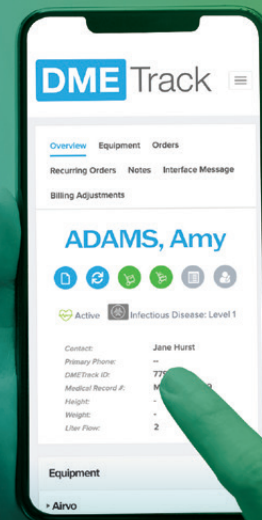 DME Track
Overview Equipment Orders
Recurring Orders Notes Interface Message
Billing Adjustments
ADAMS, Amy
Active Infectious Disease: Level 1
Contact: Jane Hurst
Primary Phone: --
DMETrack ID:
Medical Record #:
Height: -
Weight: -
Liter Flow: 2
Equipment
Airvo